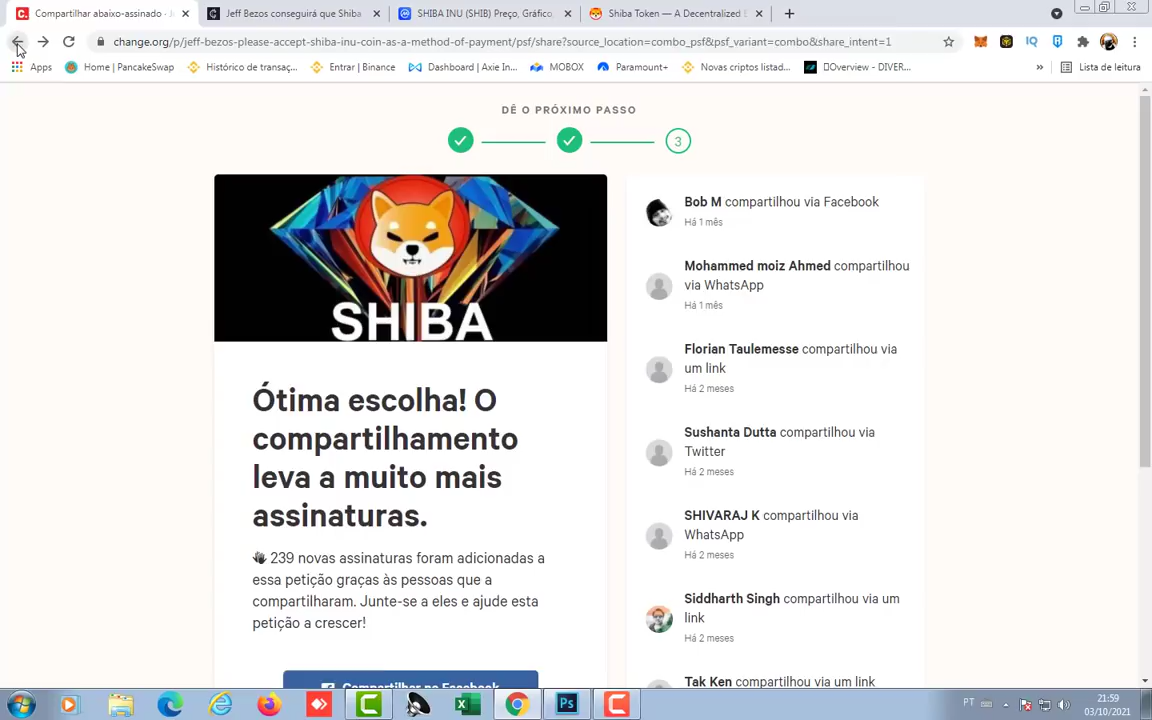 Compartilhar abaixo-assinado · J
Jeff Bezos conseguirá que Shiba
SHIBA INU (SHIB) Preço, Gráfico,
Shiba Token — A Decentralized
change.org/p/jeff-bezos-please-accept-shiba-inu-coin-as-a-method-of-payment/psf/share?source_location=combo_psf&psf_variant=combo&share_intent=1
Apps
Home | PancakeSwap
Histórico de transaç...
Entrar | Binance
Dashboard | Axie In...
MOBOX
Paramount+
Novas criptos listad...
Overview - DIVER...
»
Lista de leitura
DÊ O PRÓXIMO PASSO
3
SHIBA
Ótima escolha! O
compartilhamento
leva a muito mais
assinaturas.
239 novas assinaturas foram adicionadas a
essa petição graças às pessoas que a
compartilharam. Junte-se a eles e ajude esta
petição a crescer!
Compartilhar no Facebook
Bob M compartilhou via Facebook
Há 1 mês
Mohammed moiz Ahmed compartilhou
via WhatsApp
Há 1 mês
Florian Taulemesse compartilhou via
um link
Há 2 meses
Sushanta Dutta compartilhou via
Twitter
Há 2 meses
SHIVARAJ K compartilhou via
WhatsApp
Há 2 meses
Siddharth Singh compartilhou via um
link
Há 2 meses
Tak Ken compartilhou via um link
PT
21:59
03/10/2021